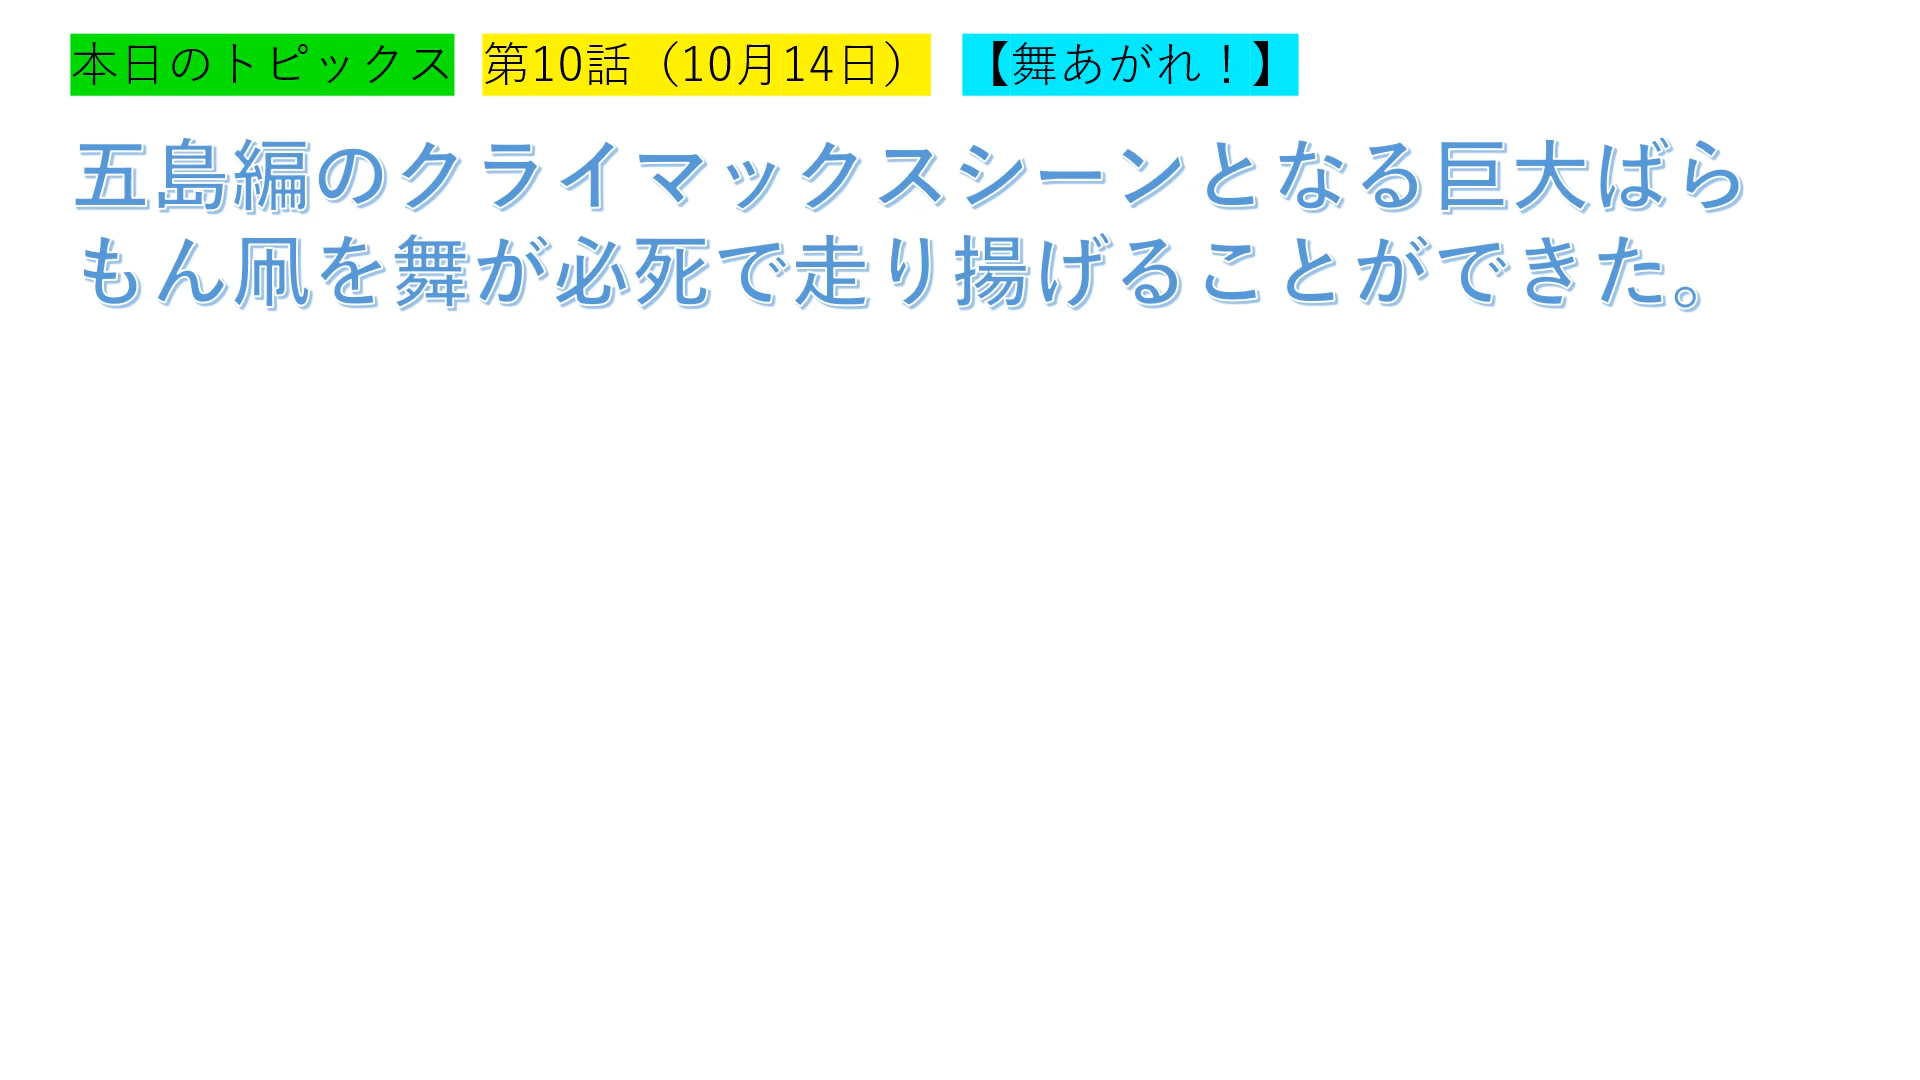 本日のトピックス 第10話（10月14日） 【舞あがれ！】
五島編のクライマックスシーンとなる巨大ばら
もん凧を舞が必死で走り揚げることができた。